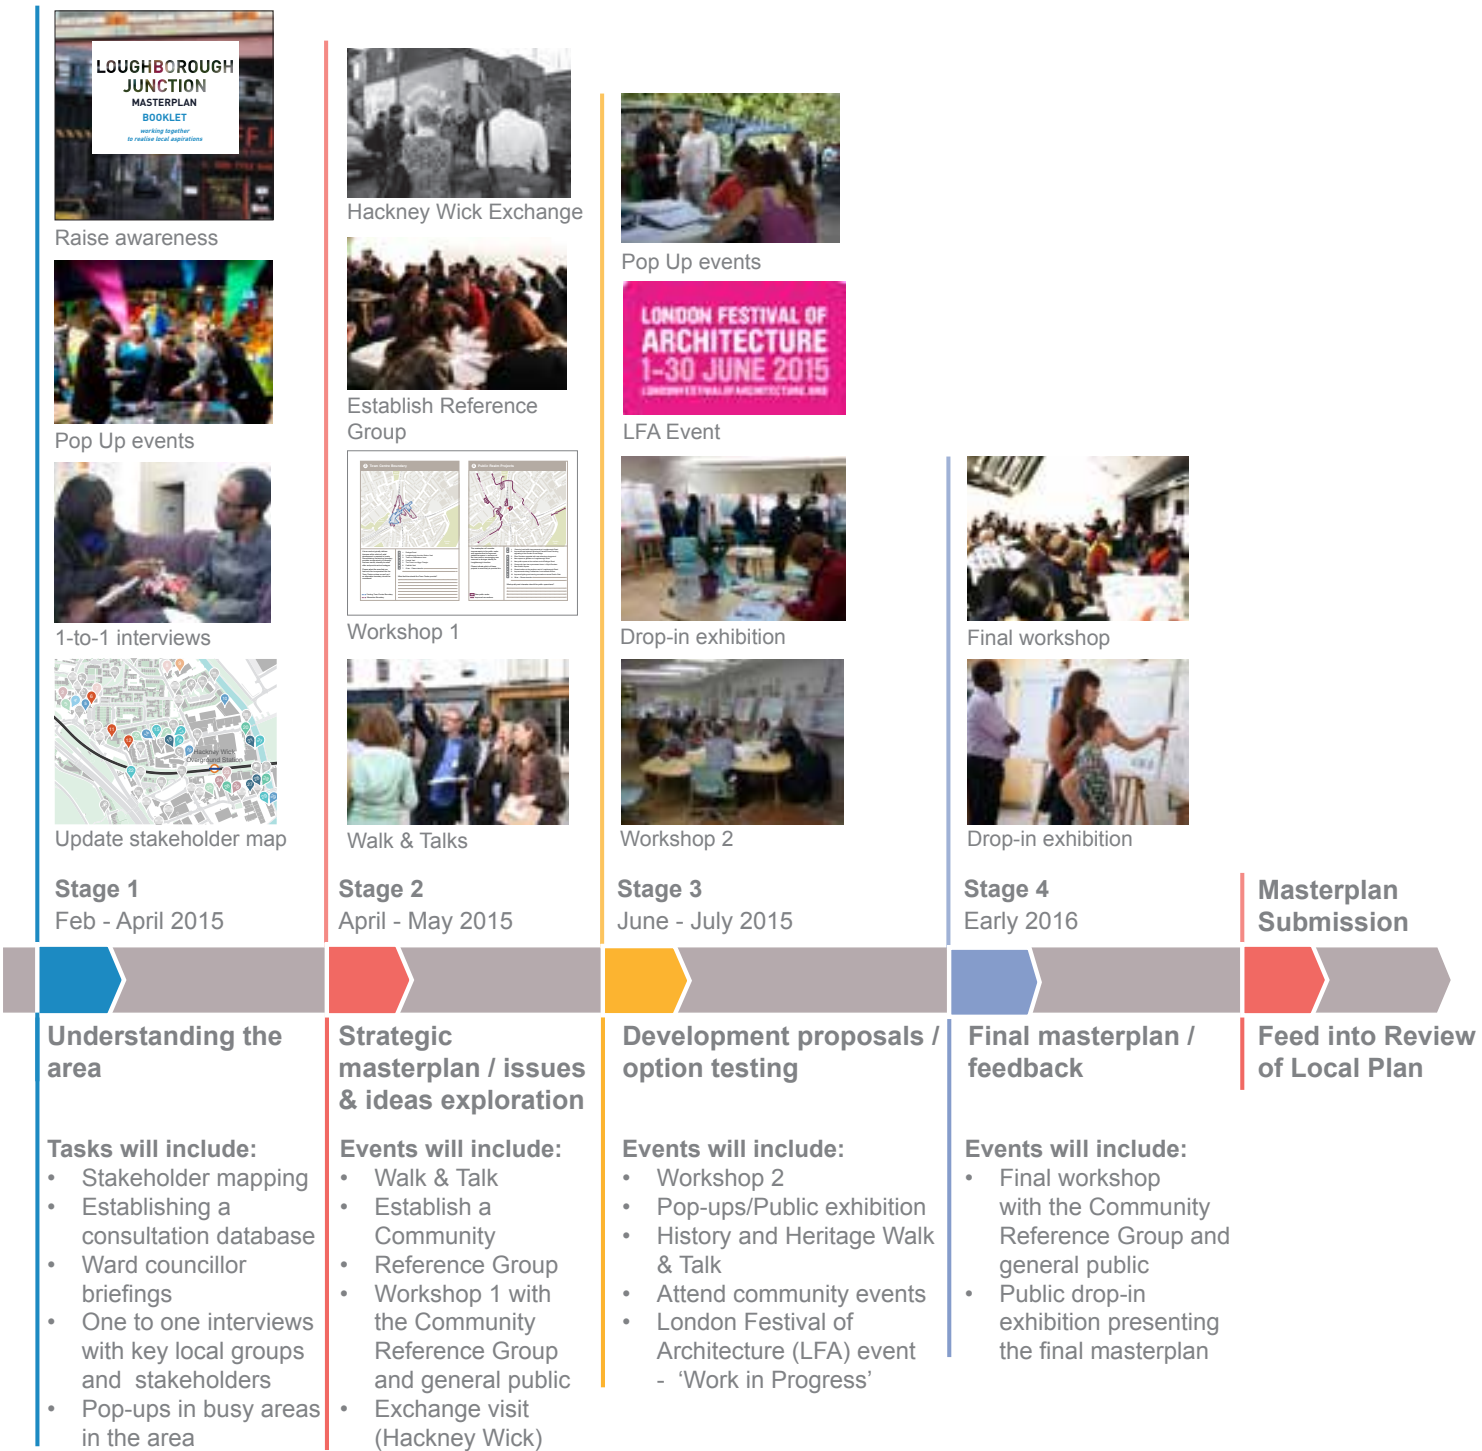 LOUGHBOROUGH
JUNCTION
MASTERPLAN
BOOKLET
working together
to realise local aspirations
Raise awareness
Pop Up events
1-to-1 interviews
Hackney Wick
Overground Station
Update stakeholder map
Stage 1
Feb - April 2015
Hackney Wick Exchange
Establish Reference
Group
Workshop 1
Walk & Talks
Stage 2
April - May 2015
Pop Up events
LONDON FESTIVAL OF
ARCHITECTURE
1-30 JUNE 2015
LONDONFESTIVALOFARCHITECTURE.ORG
LFA Event
Drop-in exhibition
Workshop 2
Stage 3
June - July 2015
Final workshop
Drop-in exhibition
Stage 4
Early 2016
Masterplan
Submission
Understanding the
area
Tasks will include:
• Stakeholder mapping
• Establishing a
consultation database
• Ward councillor
briefings
• One to one interviews
with key local groups
and stakeholders
• Pop-ups in busy areas
in the area
Strategic
masterplan / issues
& ideas exploration
Events will include:
• Walk & Talk
• Establish a
Community
• Reference Group
• Workshop 1 with
the Community
Reference Group
and general public
• Exchange visit
(Hackney Wick)
Development proposals /
option testing
Events will include:
• Workshop 2
• Pop-ups/Public exhibition
• History and Heritage Walk
& Talk
• Attend community events
• London Festival of
Architecture (LFA) event
- ‘Work in Progress’
Final masterplan /
feedback
Events will include:
• Final workshop
with the Community
Reference Group and
general public
• Public drop-in
exhibition presenting
the final masterplan
Feed into Review
of Local Plan